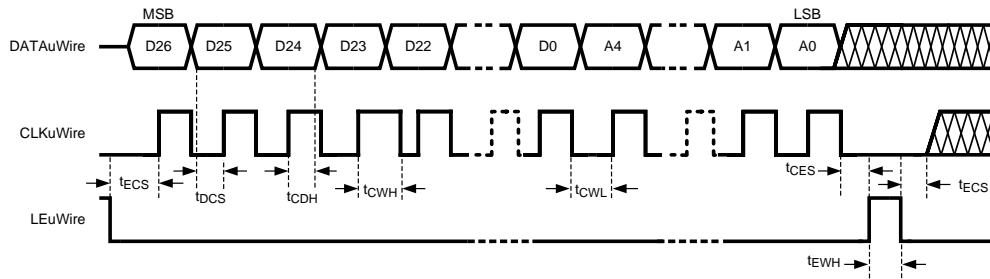 MSB LSB
DATAuWire D26 D25 D24 D23 D22 D0 A4 A1 A0
CLKuWire
tECS tDCS tCDH tCWH tCWL tCES tECS
LEuWire
tEWH